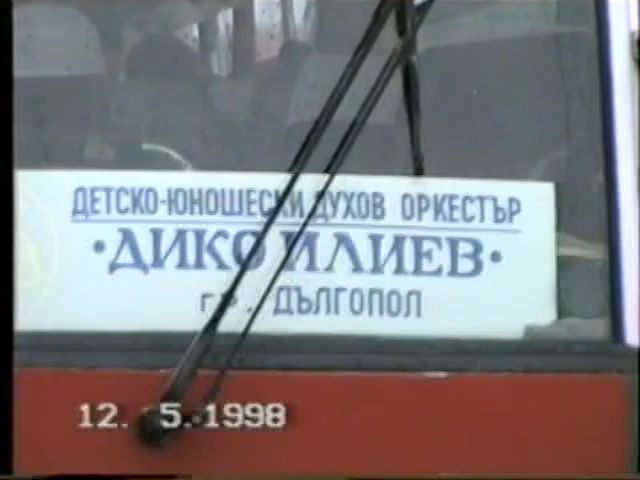 ДЕТСКО-ЮНОШЕСКИ ДУХОВ ОРКЕСТЪР
•ДИКО ИЛИЕВ•
гр. ДЪЛГОПОЛ
12. 5.1998